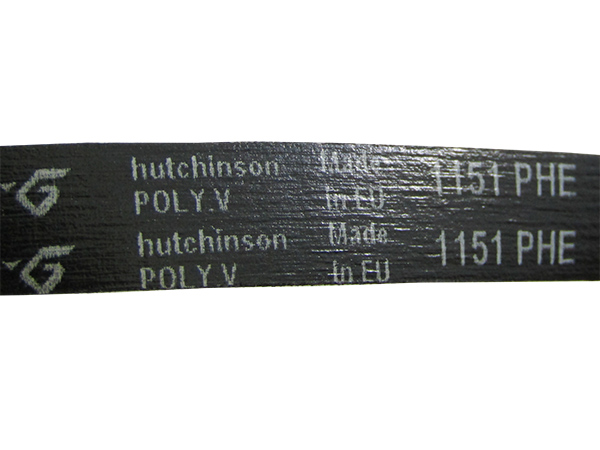 hutchinson Made 1151 PHE
POLY.V In EU
hutchinson Made 1151 PHE
POLY.V In EU